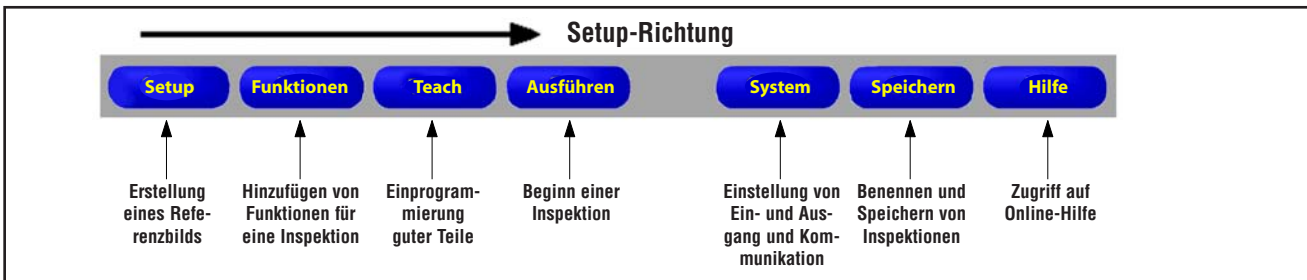 Setup-Richtung
Setup
Funktionen
Teach
Ausführen
System
Speichern
Hilfe
Erstellung
eines Refe-
renzbilds
Hinzufügen von
Funktionen für
eine Inspektion
Einprogram-
mierung
guter Teile
Beginn einer
Inspektion
Einstellung von
Ein- und Aus-
gang und Kom-
munikation
Benennen und
Speichern von
Inspektionen
Zugriff auf
Online-Hilfe